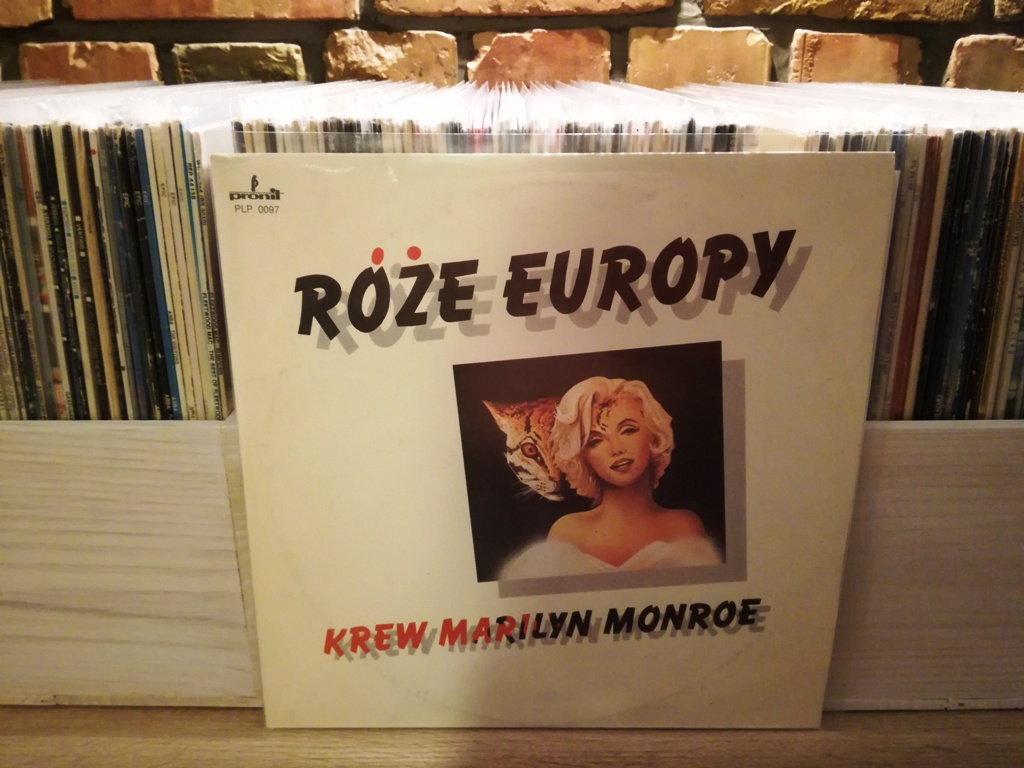 pronit
PLP 0097
RÓŻE EUROPY
KREW MARILYN MONROE